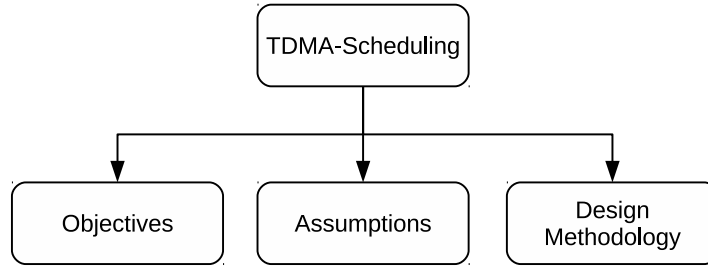 TDMA-Scheduling
Objectives
Assumptions
Design
Methodology